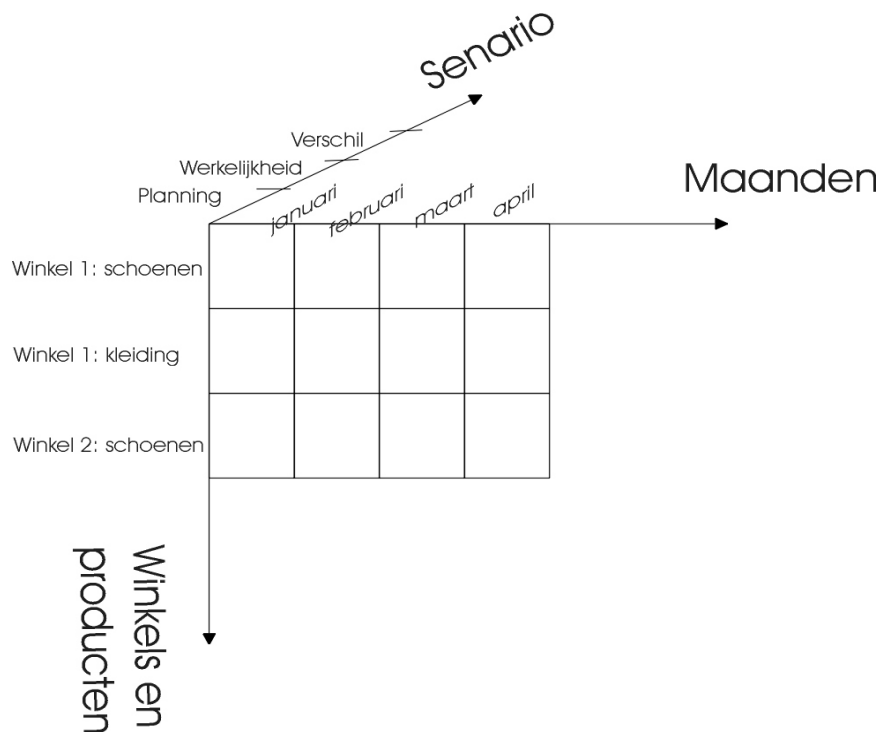 Senario
Verschil
Werkelijkheid
Planning
Maanden
januari
februari
maart
april
Winkel 1: schoenen
Winkel 1: kleiding
Winkel 2: schoenen
Winkels en
producten